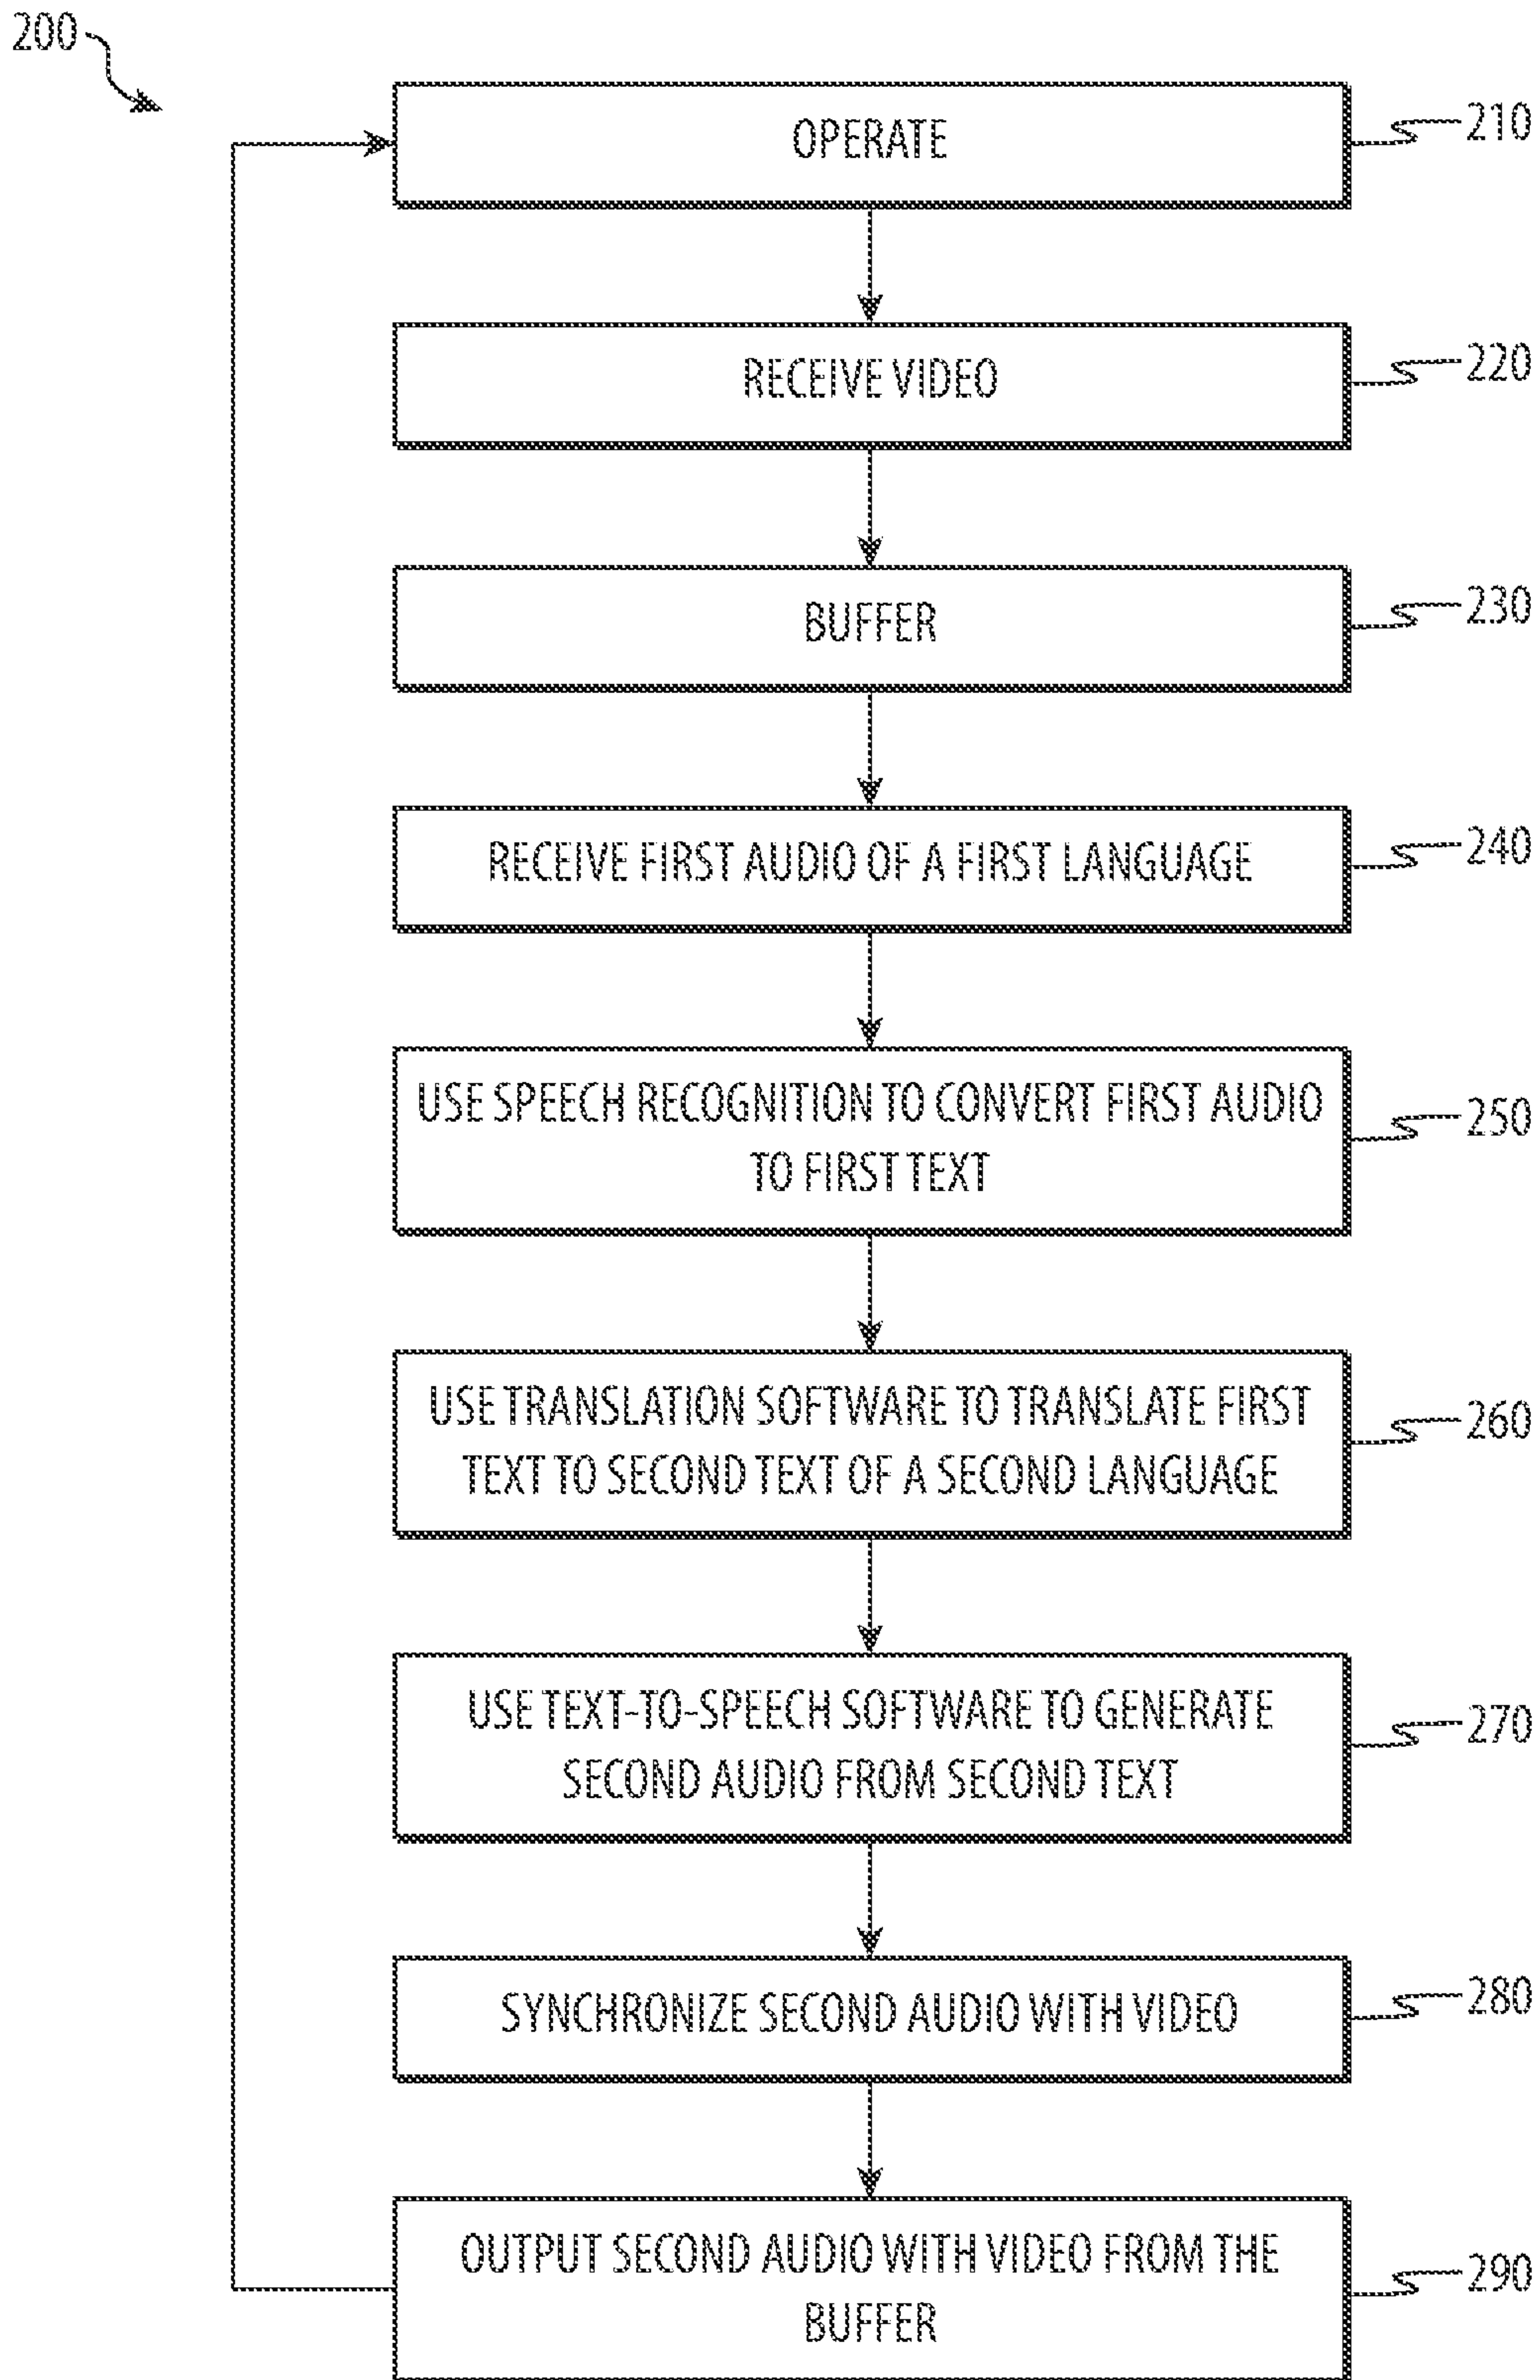 200
OPERATE
210
RECEIVE VIDEO
220
BUFFER
230
RECEIVE FIRST AUDIO OF A FIRST LANGUAGE
240
USE SPEECH RECOGNITION TO CONVERT FIRST AUDIO
TO FIRST TEXT
250
USE TRANSLATION SOFTWARE TO TRANSLATE FIRST
TEXT TO SECOND TEXT OF A SECOND LANGUAGE
260
USE TEXT-TO-SPEECH SOFTWARE TO GENERATE
SECOND AUDIO FROM SECOND TEXT
270
SYNCHRONIZE SECOND AUDIO WITH VIDEO
280
OUTPUT SECOND AUDIO WITH VIDEO FROM THE
BUFFER
290